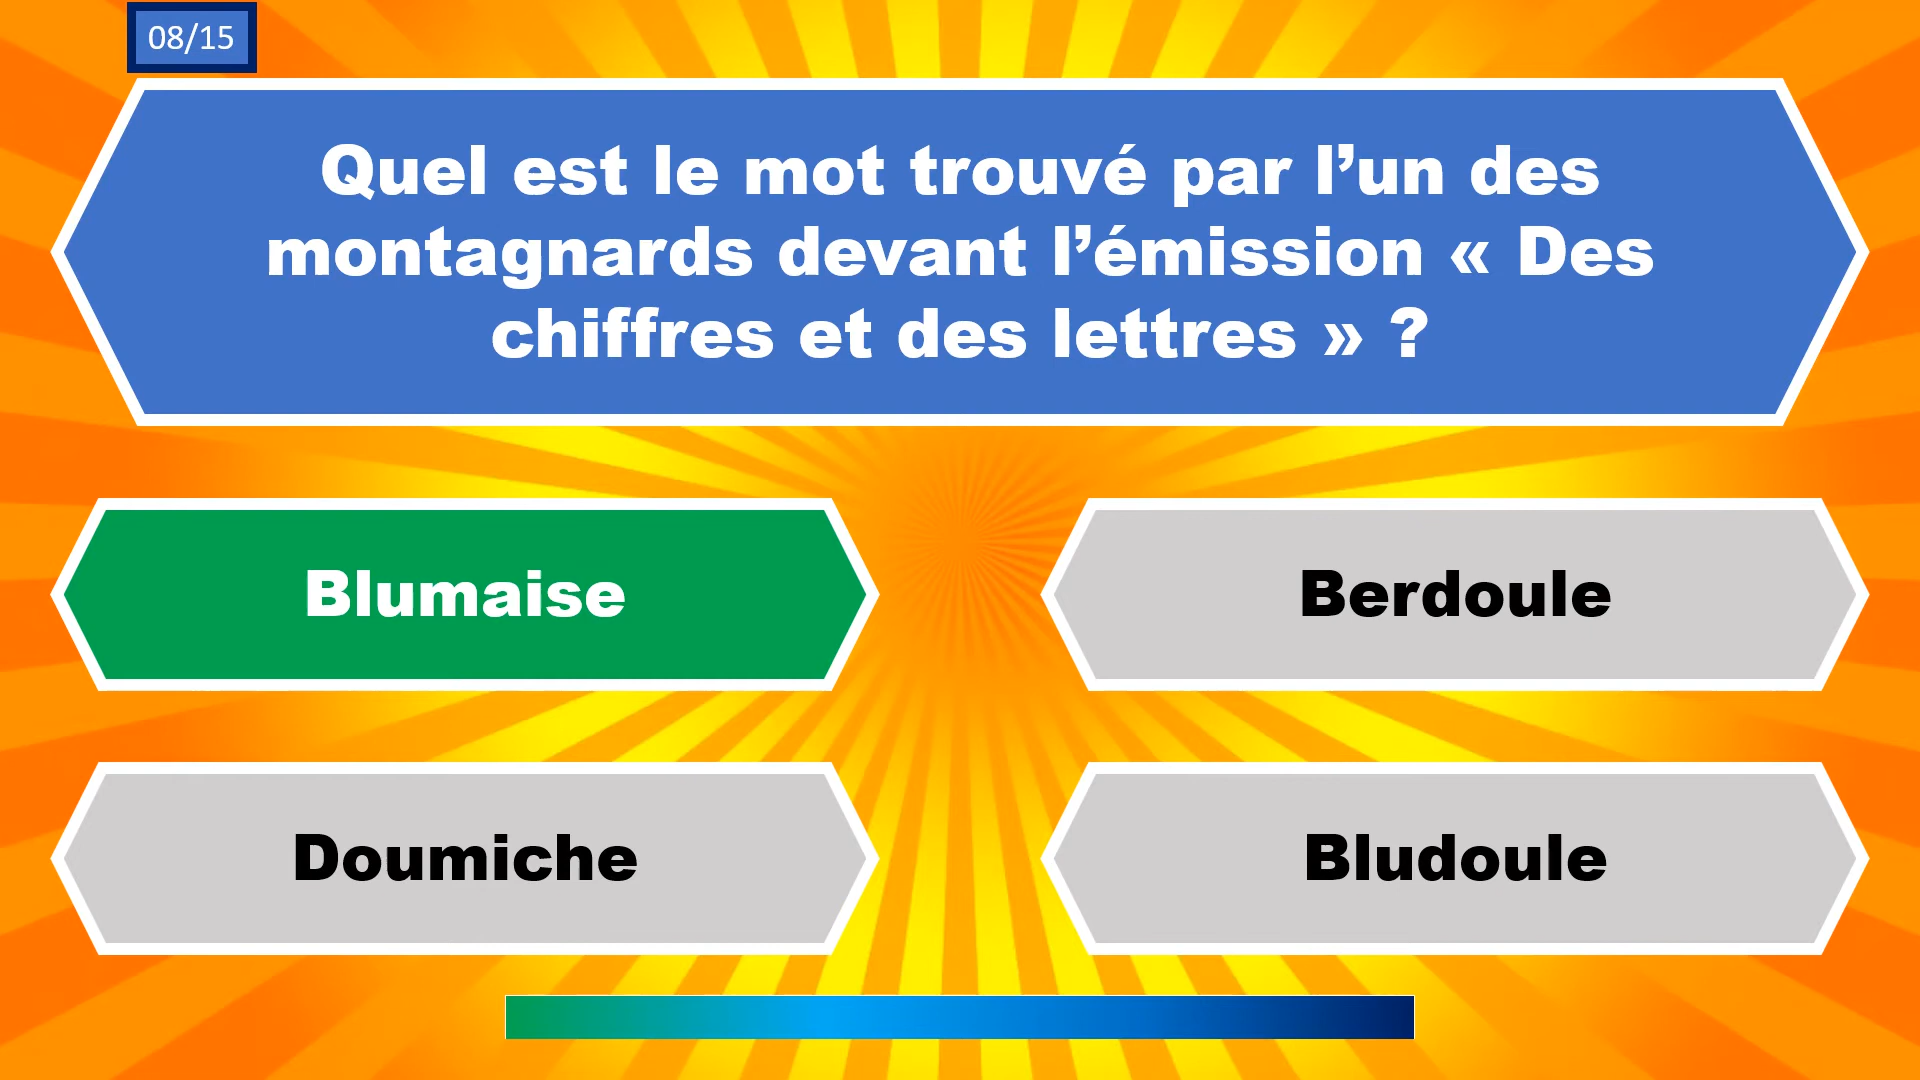 08/15
Quel est le mot trouvé par l’un des
montagnards devant l’émission « Des
chiffres et des lettres » ?
Blumaise
Berdoule
Doumiche
Bludoule